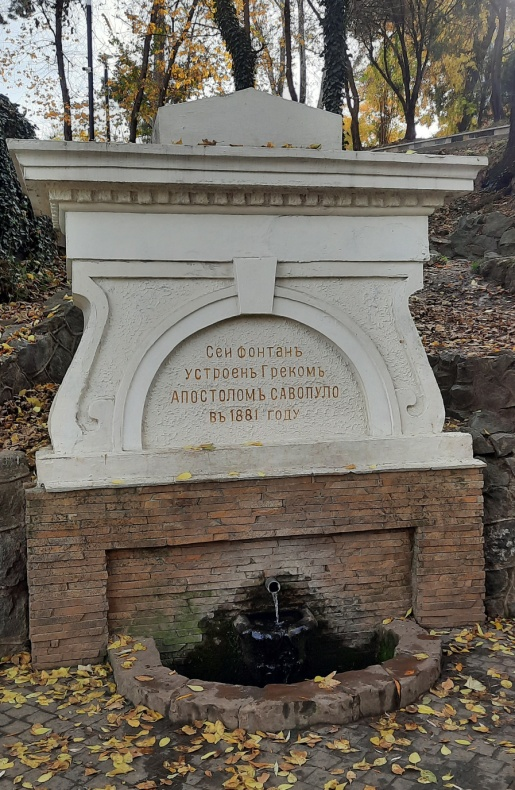 Сеи фонтанъ
устроенъ Грекомъ
Апостоломъ Савопуло
въ 1881 году